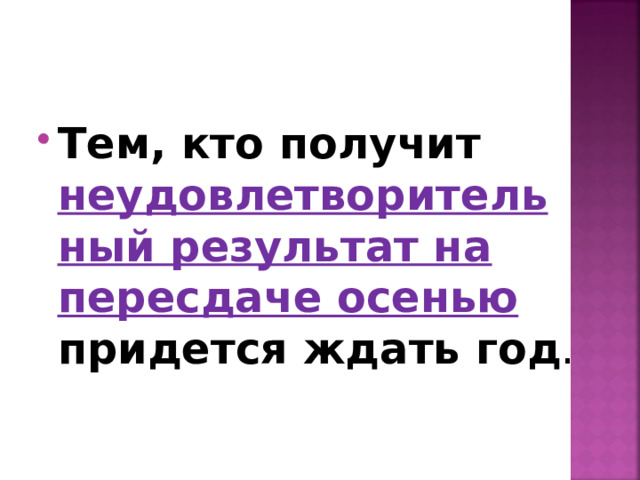 • Тем, кто получит
неудовлетворитель
ный результат на
пересдаче осенью
придется ждать год.